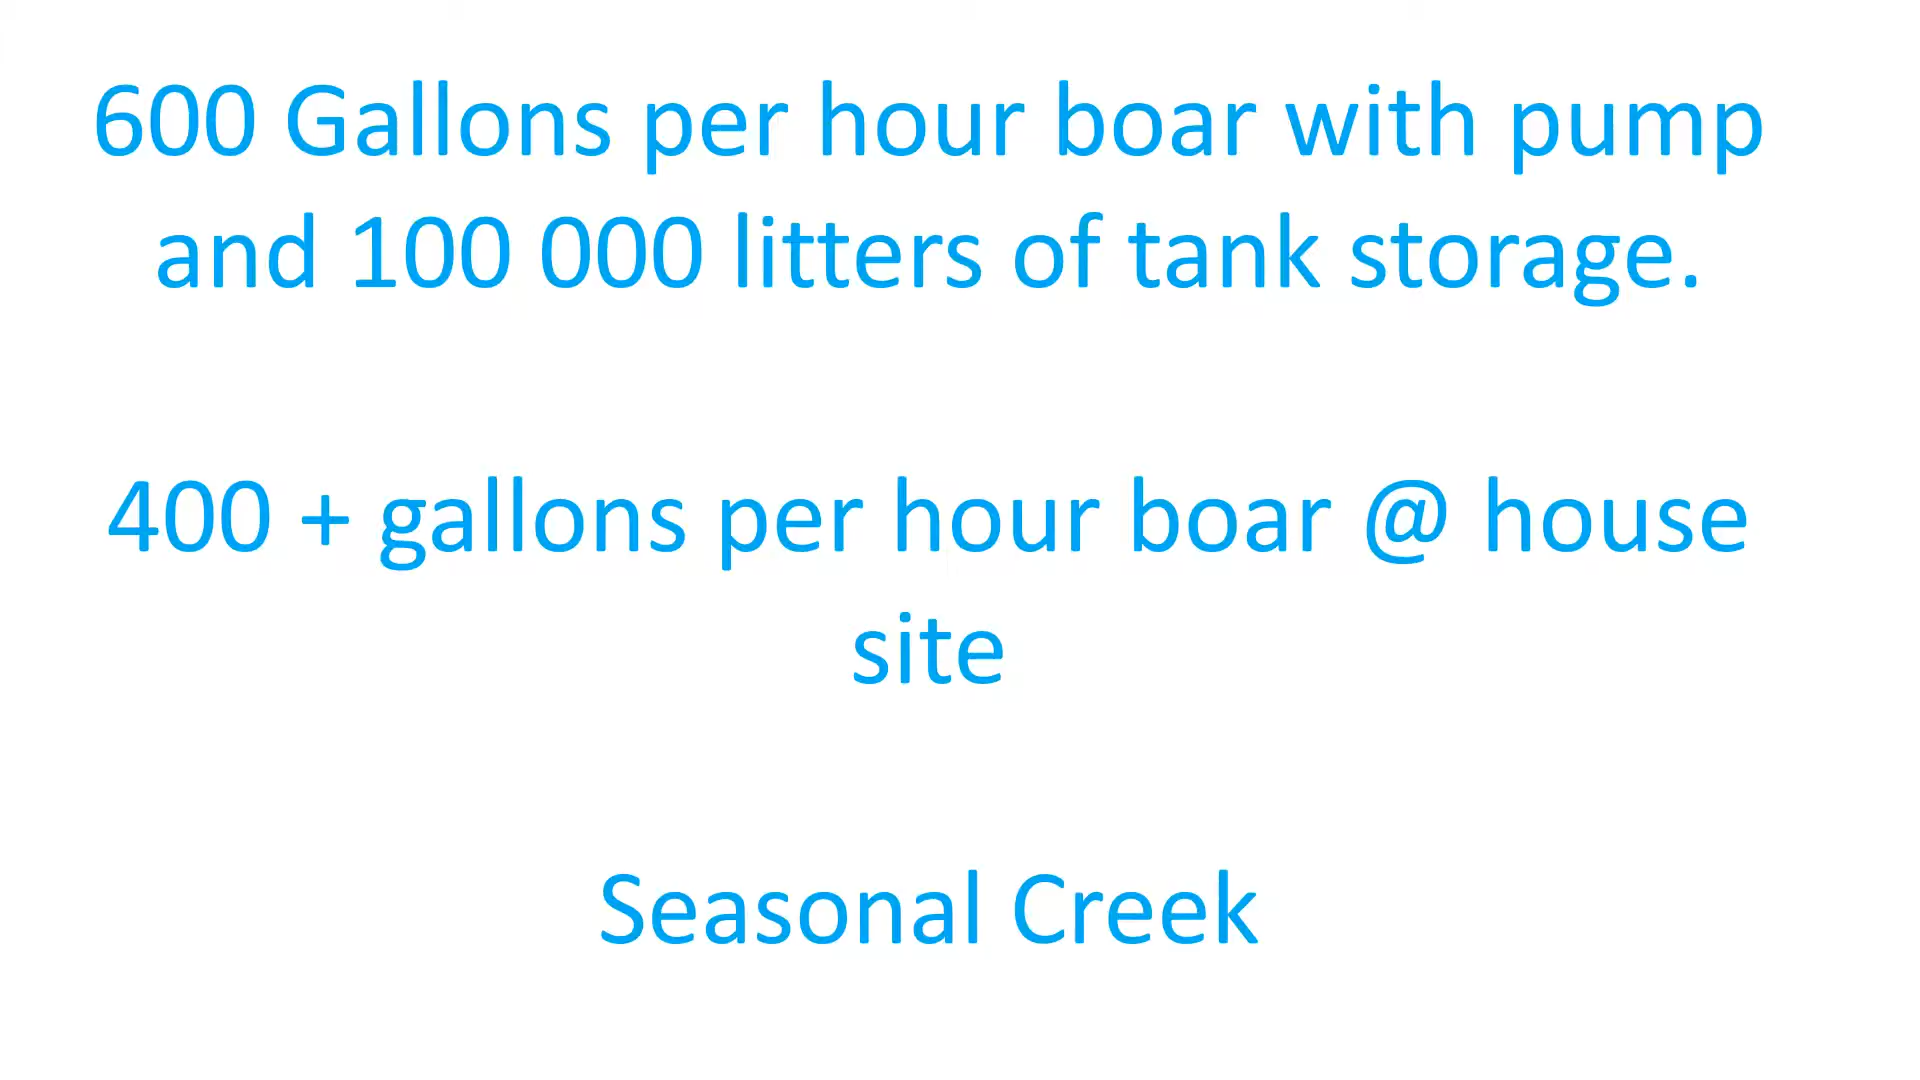 600 Gallons per hour boar with pump
and 100 000 litters of tank storage.
400 + gallons per hour boar @ house
site
Seasonal Creek